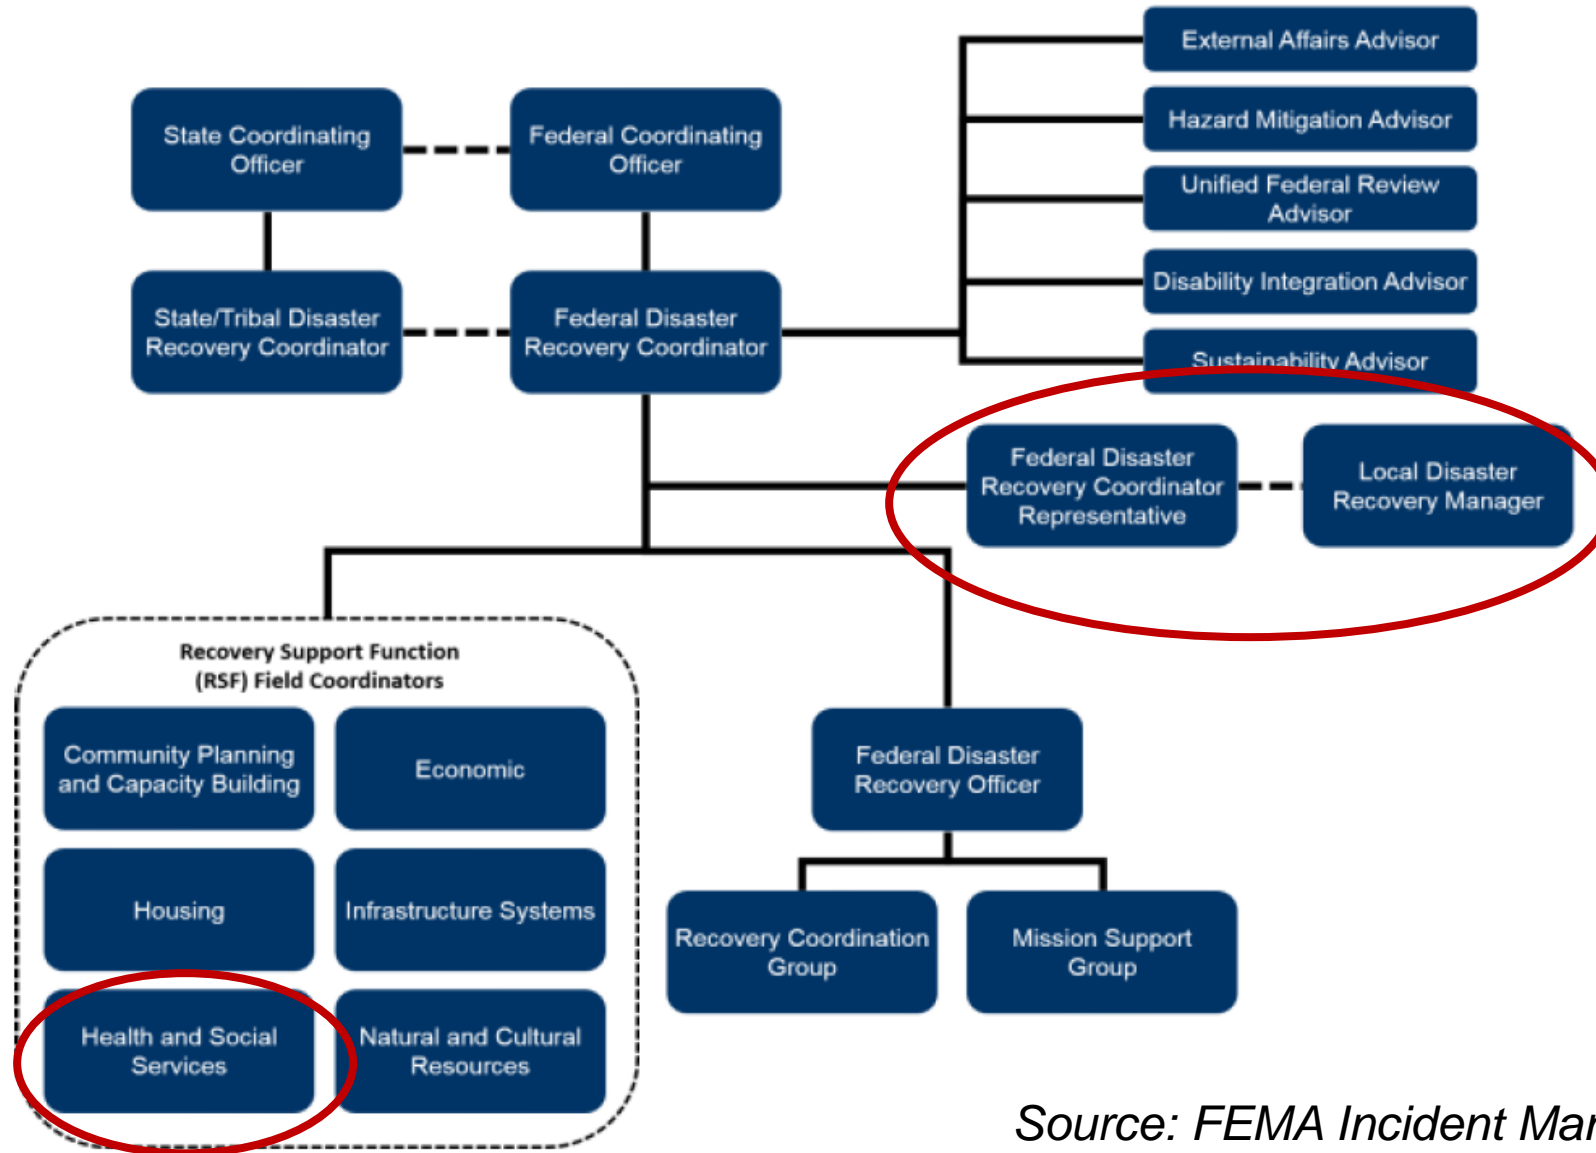 External Affairs Advisor
State Coordinating
Officer
Federal Coordinating
Officer
Hazard Mitigation Advisor
Unified Federal Review
Advisor
Disability Integration Advisor
State/Tribal Disaster
Recovery Coordinator
Federal Disaster
Recovery Coordinator
Sustainability Advisor
Federal Disaster
Recovery Coordinator
Representative
Local Disaster
Recovery Manager
Recovery Support Function
(RSF) Field Coordinators
Community Planning
and Capacity Building
Economic
Housing
Infrastructure Systems
Health and Social
Services
Natural and Cultural
Resources
Federal Disaster
Recovery Officer
Recovery Coordination
Group
Mission Support
Group
Source: FEMA Incident